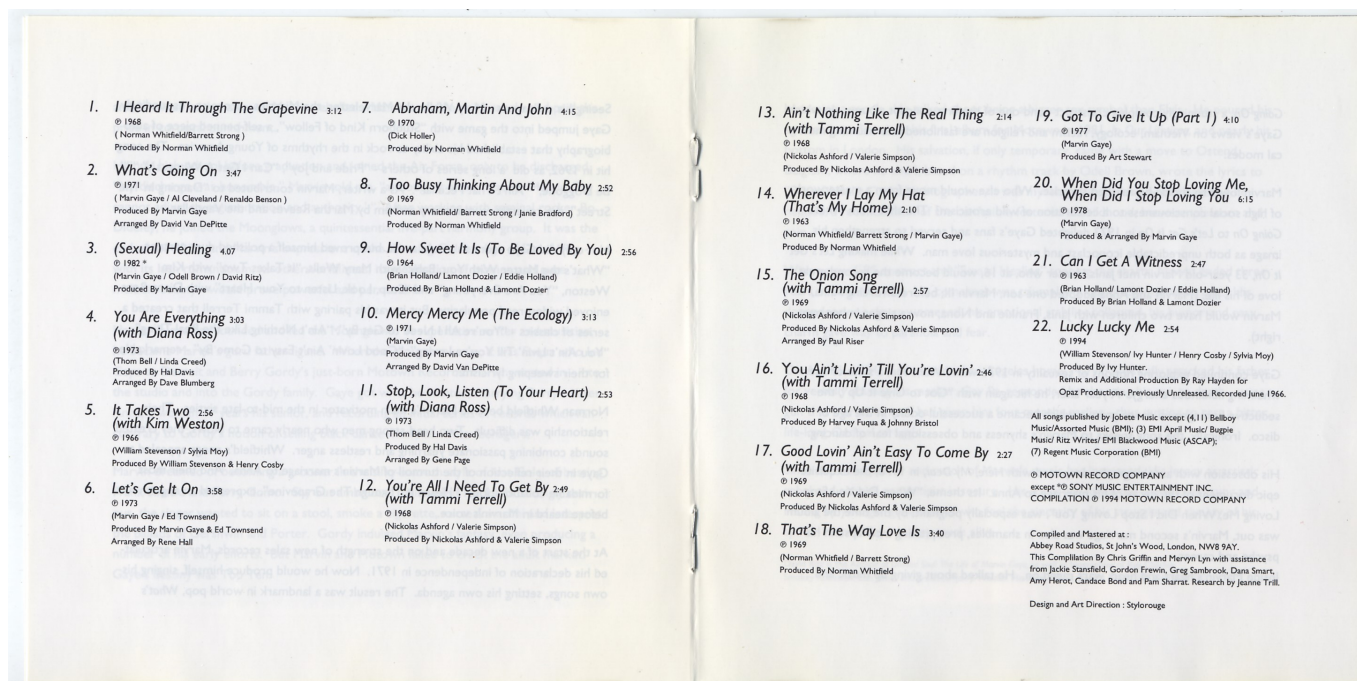 1. I Heard It Through The Grapevine 3:12
℗ 1968
( Norman Whitfield/Barrett Strong )
Produced By Norman Whitfield
2. What's Going On 3:47
℗ 1971
( Marvin Gaye / Al Cleveland / Renaldo Benson )
Produced By Marvin Gaye
Arranged By David Van DePitte
3. (Sexual) Healing 4.07
℗ 1982 *
(Marvin Gaye / Odell Brown / David Ritz)
Produced By Marvin Gaye
4. You Are Everything 3:03
(with Diana Ross)
℗ 1973
(Thom Bell / Linda Creed)
Produced By Hal Davis
Arranged By Dave Blumberg
5. It Takes Two 2:56
(with Kim Weston)
℗ 1966
(William Stevenson / Sylvia Moy)
Produced By William Stevenson & Henry Cosby
6. Let's Get It On 3:58
℗ 1973
(Marvin Gaye / Ed Townsend)
Produced By Marvin Gaye & Ed Townsend
Arranged By Rene Hall
7. Abraham, Martin And John 4:15
℗ 1970
(Dick Holler)
Produced by Norman Whitfield
8. Too Busy Thinking About My Baby 2:52
℗ 1969
(Norman Whitfield/ Barrett Strong / Janie Bradford)
Produced By Norman Whitfield
9. How Sweet It Is (To Be Loved By You) 2:56
℗ 1964
(Brian Holland/ Lamont Dozier / Eddie Holland)
Produced By Brian Holland & Lamont Dozier
10. Mercy Mercy Me (The Ecology) 3:13
℗ 1971
(Marvin Gaye)
Produced By Marvin Gaye
Arranged By David Van DePitte
11. Stop, Look, Listen (To Your Heart) 2:53
(with Diana Ross)
℗ 1973
(Thom Bell / Linda Creed)
Produced By Hal Davis
Arranged By Gene Page
12. You're All I Need To Get By 2:49
(with Tammi Terrell)
℗ 1968
(Nickolas Ashford / Valerie Simpson)
Produced By Nickolas Ashford & Valerie Simpson
13. Ain't Nothing Like The Real Thing 2:14
(with Tammi Terrell)
℗ 1968
(Nickolas Ashford / Valerie Simpson)
Produced By Nickolas Ashford & Valerie Simpson
14. Wherever I Lay My Hat
(That's My Home) 2:10
℗ 1963
(Norman Whitfield/ Barrett Strong / Marvin Gaye)
Produced By Norman Whitfield
15. The Onion Song
(with Tammi Terrell) 2:57
℗ 1969
(Nickolas Ashford / Valerie Simpson)
Produced By Nickolas Ashford & Valerie Simpson
Arranged By Paul Riser
16. You Ain't Livin' Till You're Lovin' 2:46
(with Tammi Terrell)
℗ 1968
(Nickolas Ashford / Valerie Simpson)
Produced By Harvey Fuqua & Johnny Bristol
17. Good Lovin' Ain't Easy To Come By 2:27
(with Tammi Terrell)
℗ 1969
(Nickolas Ashford / Valerie Simpson)
Produced By Nickolas Ashford & Valerie Simpson
18. That's The Way Love Is 3:40
℗ 1969
(Norman Whitfield / Barrett Strong)
Produced By Norman Whitfield
19. Got To Give It Up (Part 1) 4:10
℗ 1977
(Marvin Gaye)
Produced By Art Stewart
20. When Did You Stop Loving Me,
When Did I Stop Loving You 6:15
℗ 1978
(Marvin Gaye)
Produced & Arranged By Marvin Gaye
21. Can I Get A Witness 2:47
℗ 1963
(Brian Holland/ Lamont Dozier / Eddie Holland)
Produced By Brian Holland & Lamont Dozier
22. Lucky Lucky Me 2:54
℗ 1994
(William Stevenson/ Ivy Hunter / Henry Cosby / Sylvia Moy)
Produced By Ivy Hunter.
Remix and Additional Production By Ray Hayden for
Opaz Productions. Previously Unreleased. Recorded June 1966.
All songs published by Jobete Music except (4,11) Bellboy
Music/Assorted Music (BMI); (3) EMI April Music/ Bugpie
Music/ Ritz Writes/ EMI Blackwood Music (ASCAP);
(7) Regent Music Corporation (BMI)
℗ MOTOWN RECORD COMPANY
except *℗ SONY MUSIC ENTERTAINMENT INC.
COMPILATION ℗ 1994 MOTOWN RECORD COMPANY
Compiled and Mastered at :
Abbey Road Studios, St John's Wood, London, NW8 9AY.
This Complilation By Chris Griffin and Mervyn Lyn with assistance
from Jackie Stansfield, Gordon Frewin, Greg Sambrook, Dana Smart,
Amy Herot, Candace Bond and Pam Sharrat. Research by Jeanne Trill.
Design and Art Direction : Stylorouge